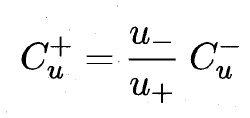 $C_u^+ = \frac{u_-}{u_+} \, C_u^-$